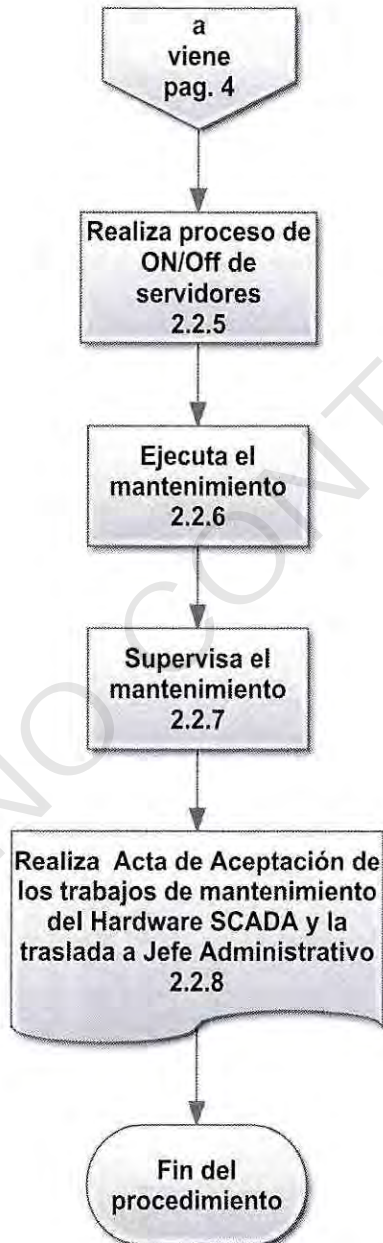 a
viene
pag. 4
Realiza proceso de
ON/Off de
servidores
2.2.5
Ejecuta el
mantenimiento
2.2.6
Supervisa el
mantenimiento
2.2.7
Realiza Acta de Aceptación de
los trabajos de mantenimiento
del Hardware SCADA y la
traslada a Jefe Administrativo
2.2.8
Fin del
procedimiento
NO CONT